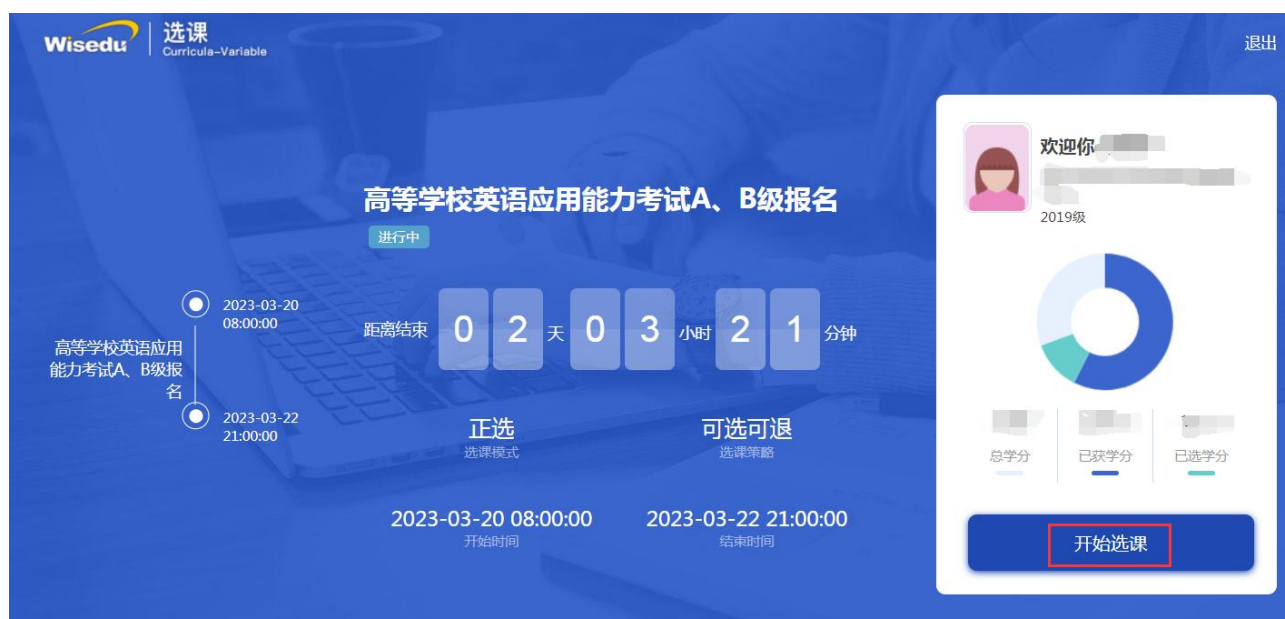 Wisedu
选课
Curricula-Variable
退出
高等学校英语应用
能力考试A、B级报
名
2023-03-20
08:00:00
2023-03-22
21:00:00
高等学校英语应用能力考试A、B级报名
进行中
距离结束 0 2 天 0 3 小时 2 1 分钟
正选
选课模式
可选可退
选课策略
2023-03-20 08:00:00
开始时间
2023-03-22 21:00:00
结束时间
欢迎你
2019级
总学分
已获学分
已选学分
开始选课